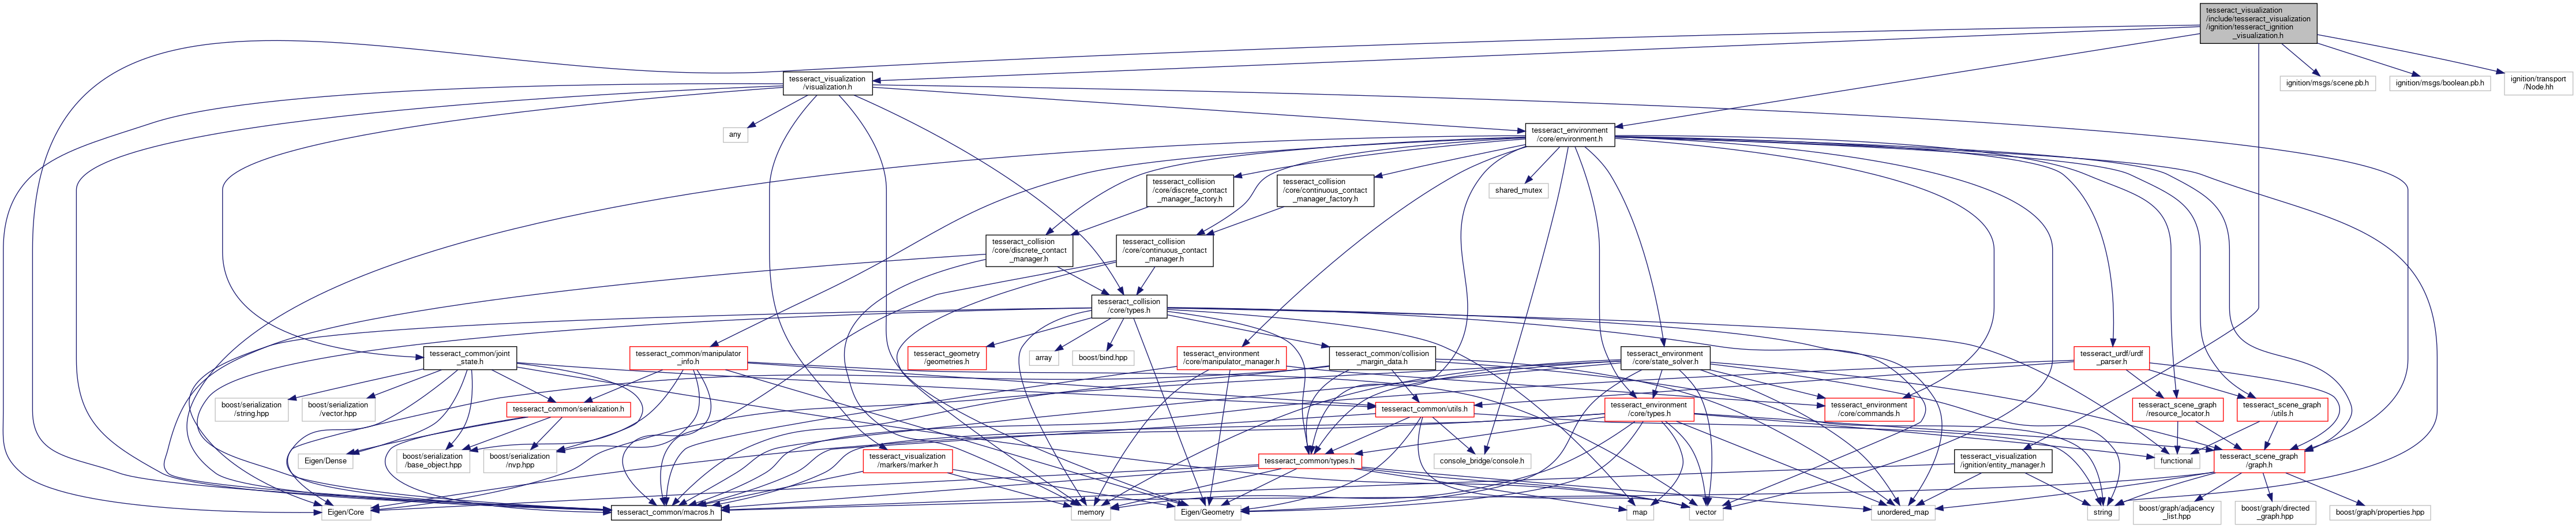 tesseract_visualization
/include/tesseract_visualization
/ignition/tesseract_ignition
_visualization.h
tesseract_visualization
/visualization.h
ignition/msgs/scene.pb.h
ignition/msgs/boolean.pb.h
ignition/transport
/Node.hh
any
tesseract_environment
/core/environment.h
tesseract_collision
/core/discrete_contact
_manager_factory.h
tesseract_collision
/core/continuous_contact
_manager_factory.h
shared_mutex
tesseract_collision
/core/discrete_contact
_manager.h
tesseract_collision
/core/continuous_contact
_manager.h
tesseract_collision
/core/types.h
tesseract_common/joint
_state.h
tesseract_common/manipulator
_info.h
tesseract_geometry
/geometries.h
array
boost/bind.hpp
tesseract_environment
/core/manipulator_manager.h
tesseract_common/collision
_margin_data.h
tesseract_environment
/core/state_solver.h
tesseract_urdf/urdf
_parser.h
boost/serialization
/string.hpp
boost/serialization
/vector.hpp
tesseract_common/serialization.h
tesseract_common/utils.h
tesseract_environment
/core/types.h
tesseract_environment
/core/commands.h
tesseract_scene_graph
/resource_locator.h
tesseract_scene_graph
/utils.h
Eigen/Dense
boost/serialization
/base_object.hpp
boost/serialization
/nvp.hpp
tesseract_visualization
/markers/marker.h
tesseract_common/types.h
console_bridge/console.h
tesseract_visualization
/ignition/entity_manager.h
functional
tesseract_scene_graph
/graph.h
Eigen/Core
tesseract_common/macros.h
memory
Eigen/Geometry
map
vector
unordered_map
string
boost/graph/adjacency
_list.hpp
boost/graph/directed
_graph.hpp
boost/graph/properties.hpp